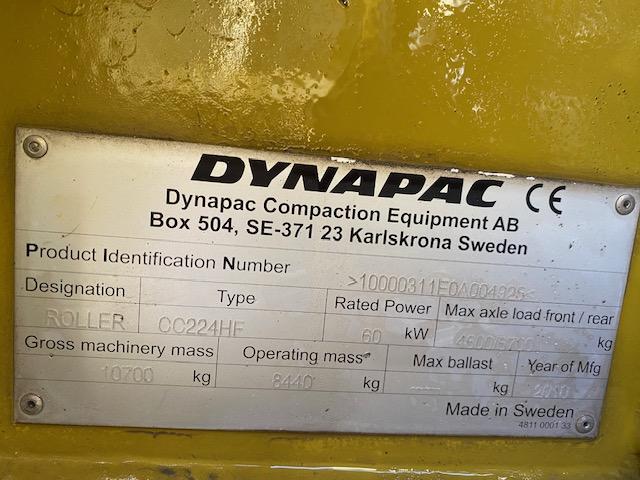 DYNAPAC CE
Dynapac Compaction Equipment AB
Box 504, SE-371 23 Karlskrona Sweden
Product Identification Number
Designation Type Rated Power Max axle load front / rear
ROLLER CC224HF 60 kW kg
Gross machinery mass Operating mass Max ballast Year of Mfg
10700 kg 8440 kg kg
Made in Sweden
4811 0001 33